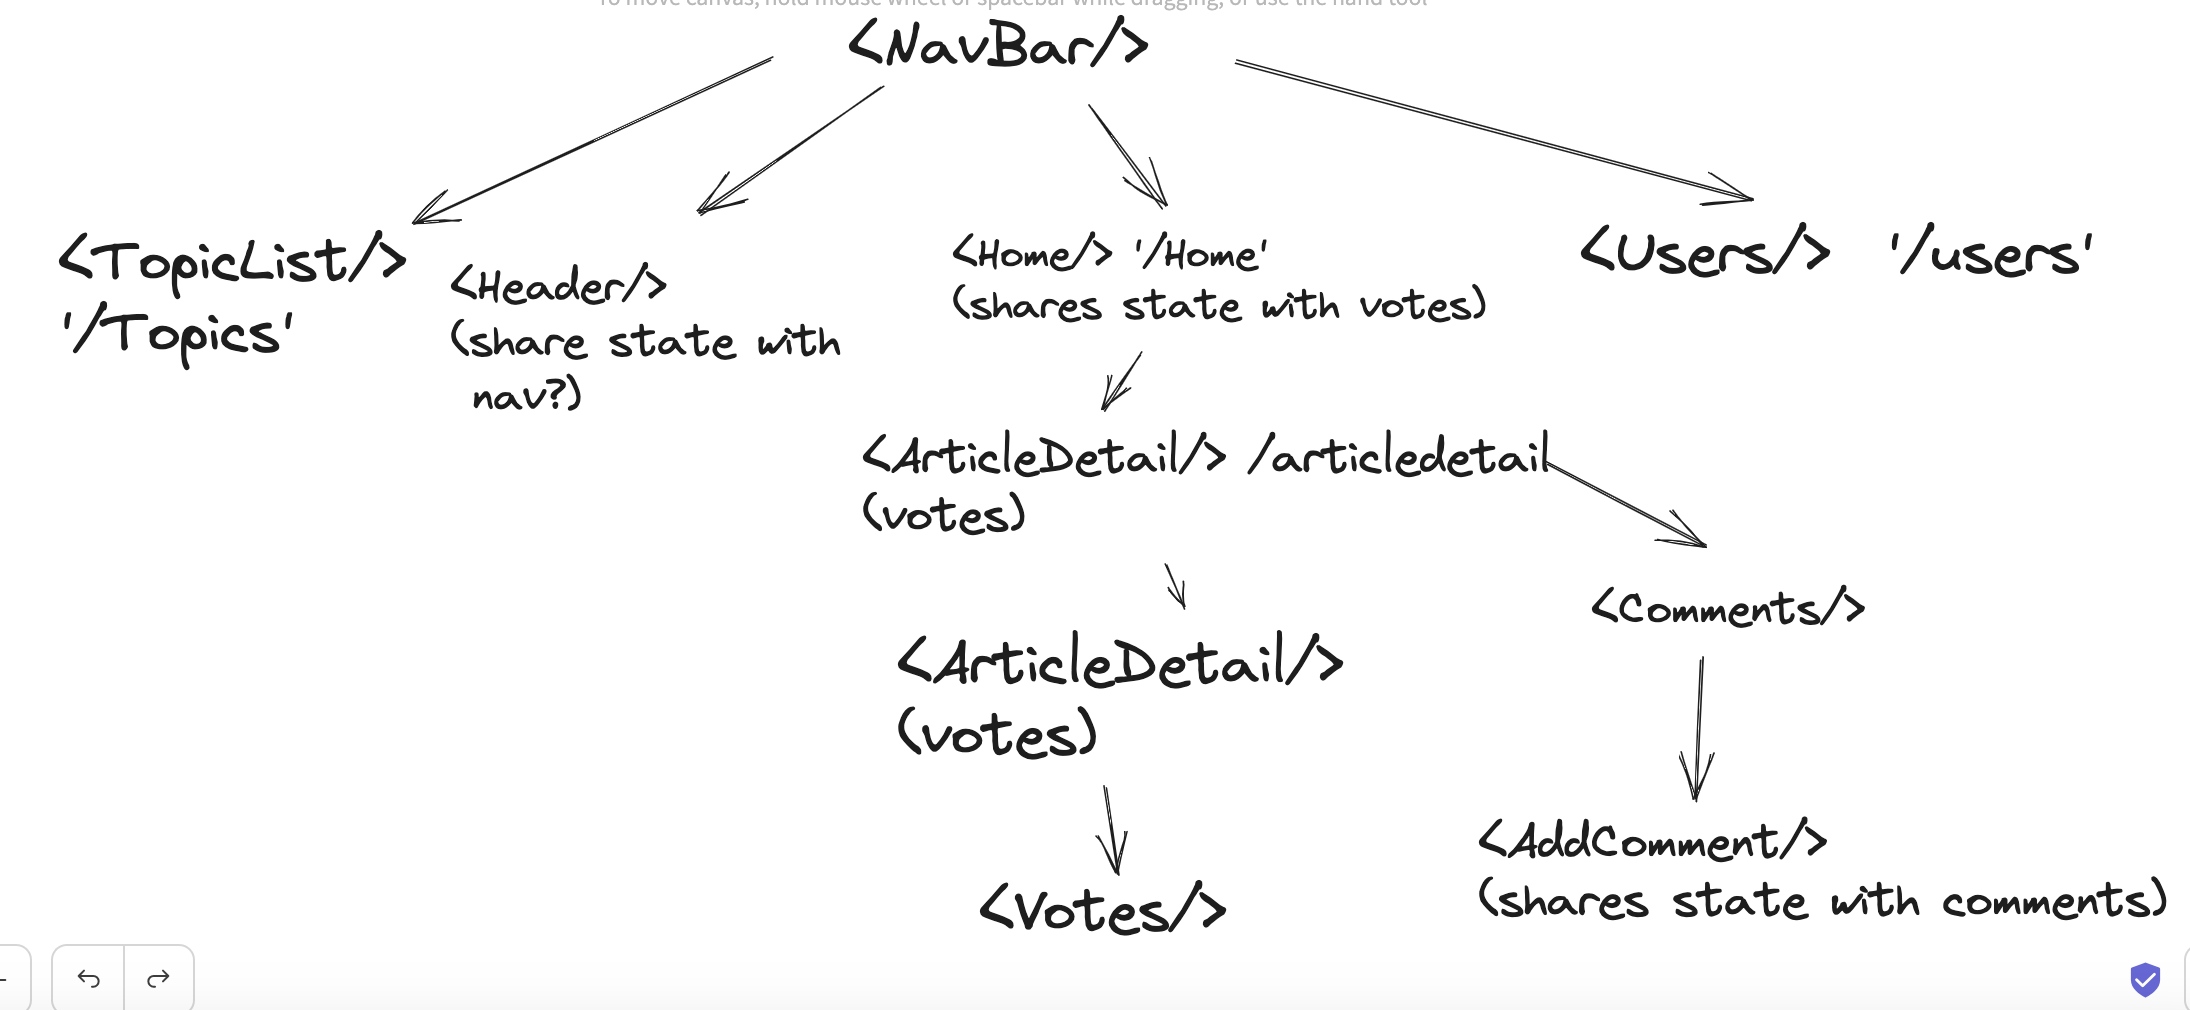 To move canvas, hold mouse wheel or spacebar while dragging, or use the hand tool
<NavBar/>
<TopicList/>
'/Topics'
<Header/>
(share state with
nav?)
<Home/> '/Home'
(shares state with votes)
<Users/> '/users'
<ArticleDetail/> /articledetail
(votes)
<Comments/>
<ArticleDetail/>
(votes)
<AddComment/>
(shares state with comments)
<Votes/>